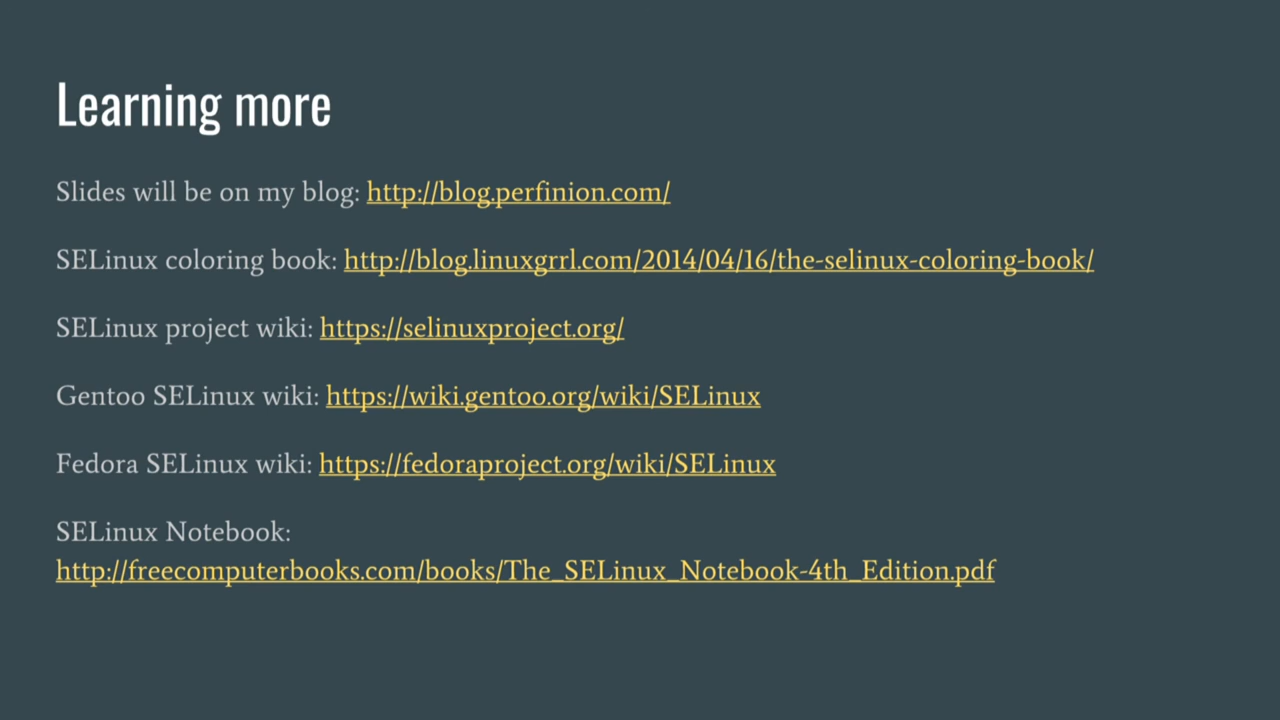 Learning more
Slides will be on my blog: http://blog.perfinion.com/
SELinux coloring book: http://blog.linuxgrrl.com/2014/04/16/the-selinux-coloring-book/
SELinux project wiki: https://selinuxproject.org/
Gentoo SELinux wiki: https://wiki.gentoo.org/wiki/SELinux
Fedora SELinux wiki: https://fedoraproject.org/wiki/SELinux
SELinux Notebook:
http://freecomputerbooks.com/books/The_SELinux_Notebook-4th_Edition.pdf